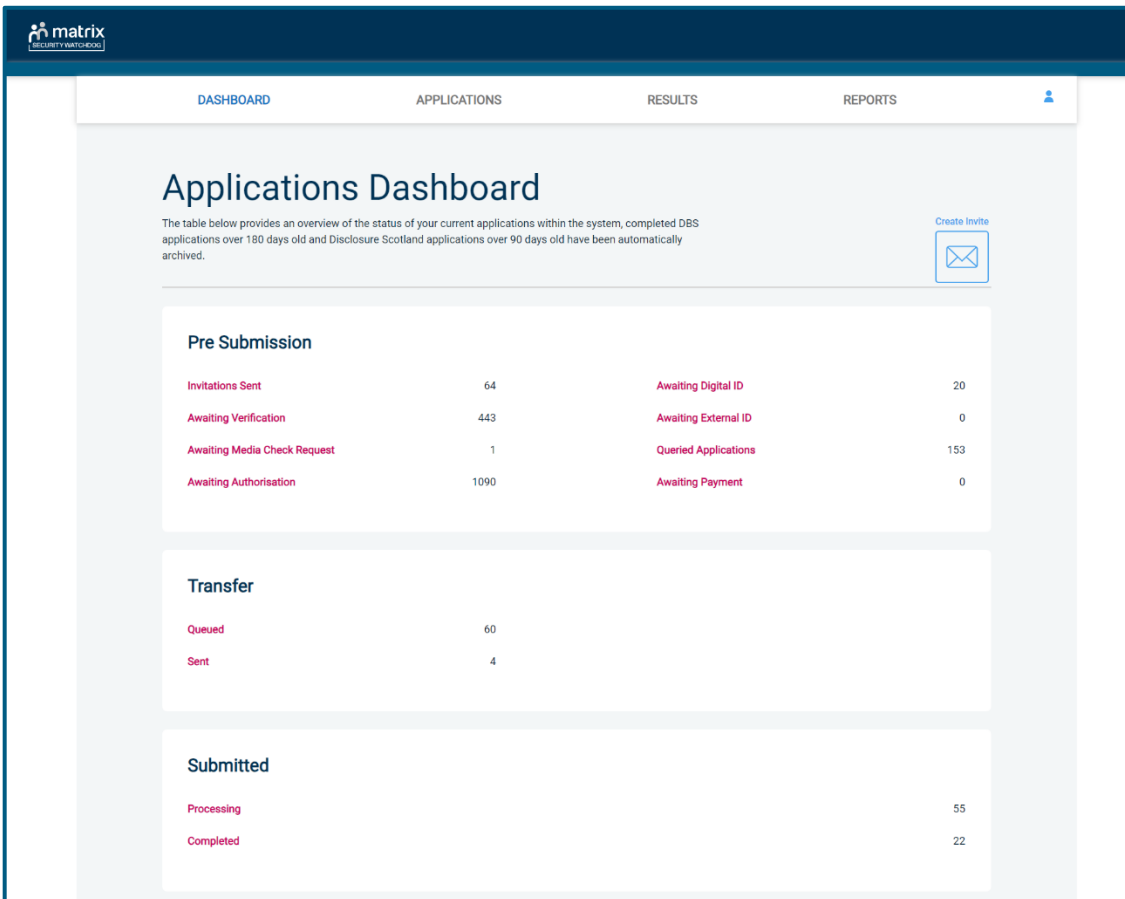 matrix
SECURITY WATCHDOG
DASHBOARD APPLICATIONS RESULTS REPORTS
Applications Dashboard
The table below provides an overview of the status of your current applications within the system, completed DBS
applications over 180 days old and Disclosure Scotland applications over 90 days old have been automatically
archived.
Create Invite
Pre Submission
Invitations Sent 64 Awaiting Digital ID 20
Awaiting Verification 443 Awaiting External ID 0
Awaiting Media Check Request 1 Queried Applications 153
Awaiting Authorisation 1090 Awaiting Payment 0
Transfer
Queued 60
Sent 4
Submitted
Processing 55
Completed 22